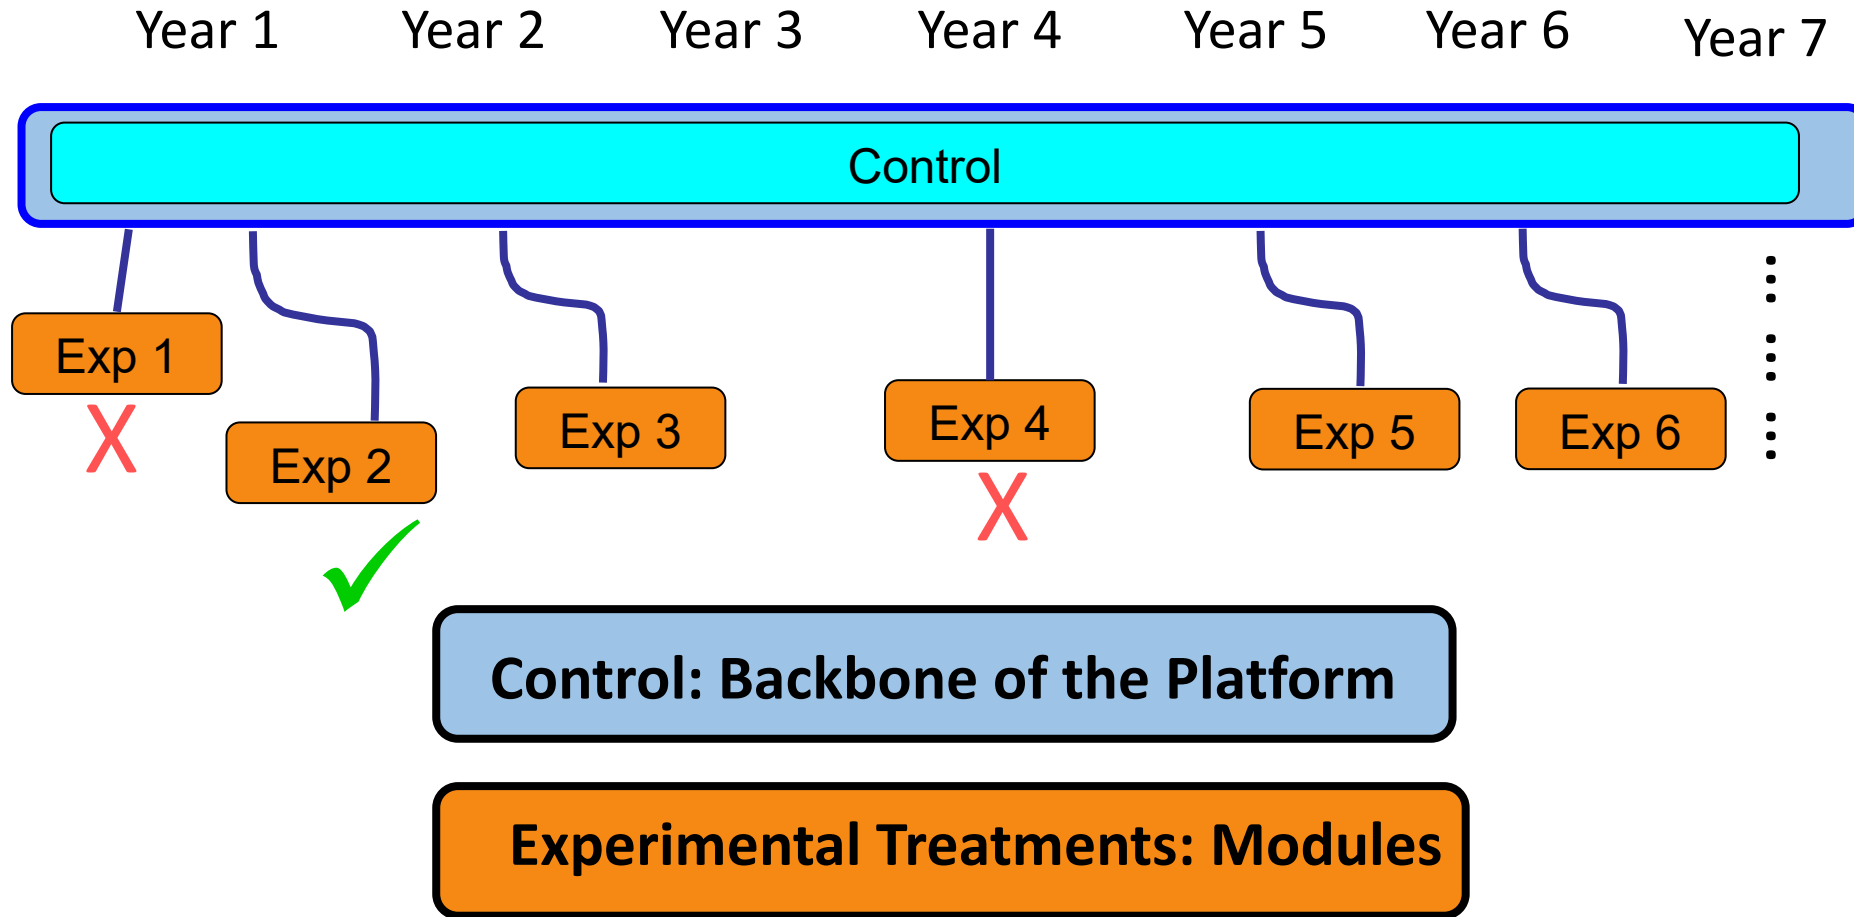 Year 1 Year 2 Year 3 Year 4 Year 5 Year 6 Year 7
Control
Exp 1
Exp 2
Exp 3
Exp 4
Exp 5
Exp 6
Control: Backbone of the Platform
Experimental Treatments: Modules